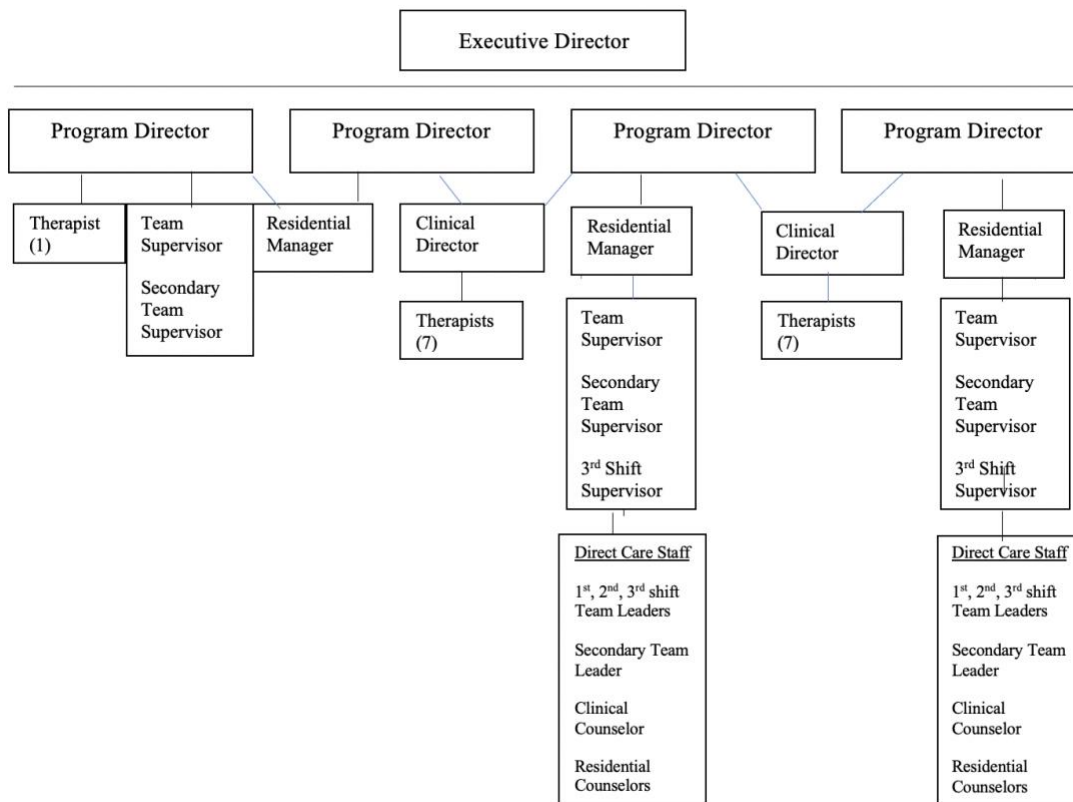 Executive Director
Program Director
Program Director
Program Director
Program Director
Therapist
(1)
Team
Supervisor
Secondary
Team
Supervisor
Residential
Manager
Clinical
Director
Therapists
(7)
Residential
Manager
Team
Supervisor
Secondary
Team
Supervisor
3rd Shift
Supervisor
Direct Care Staff
1st, 2nd, 3rd shift
Team Leaders
Secondary Team
Leader
Clinical
Counselor
Residential
Counselors
Clinical
Director
Therapists
(7)
Residential
Manager
Team
Supervisor
Secondary
Team
Supervisor
3rd Shift
Supervisor
Direct Care Staff
1st, 2nd, 3rd shift
Team Leaders
Secondary Team
Leader
Clinical
Counselor
Residential
Counselors